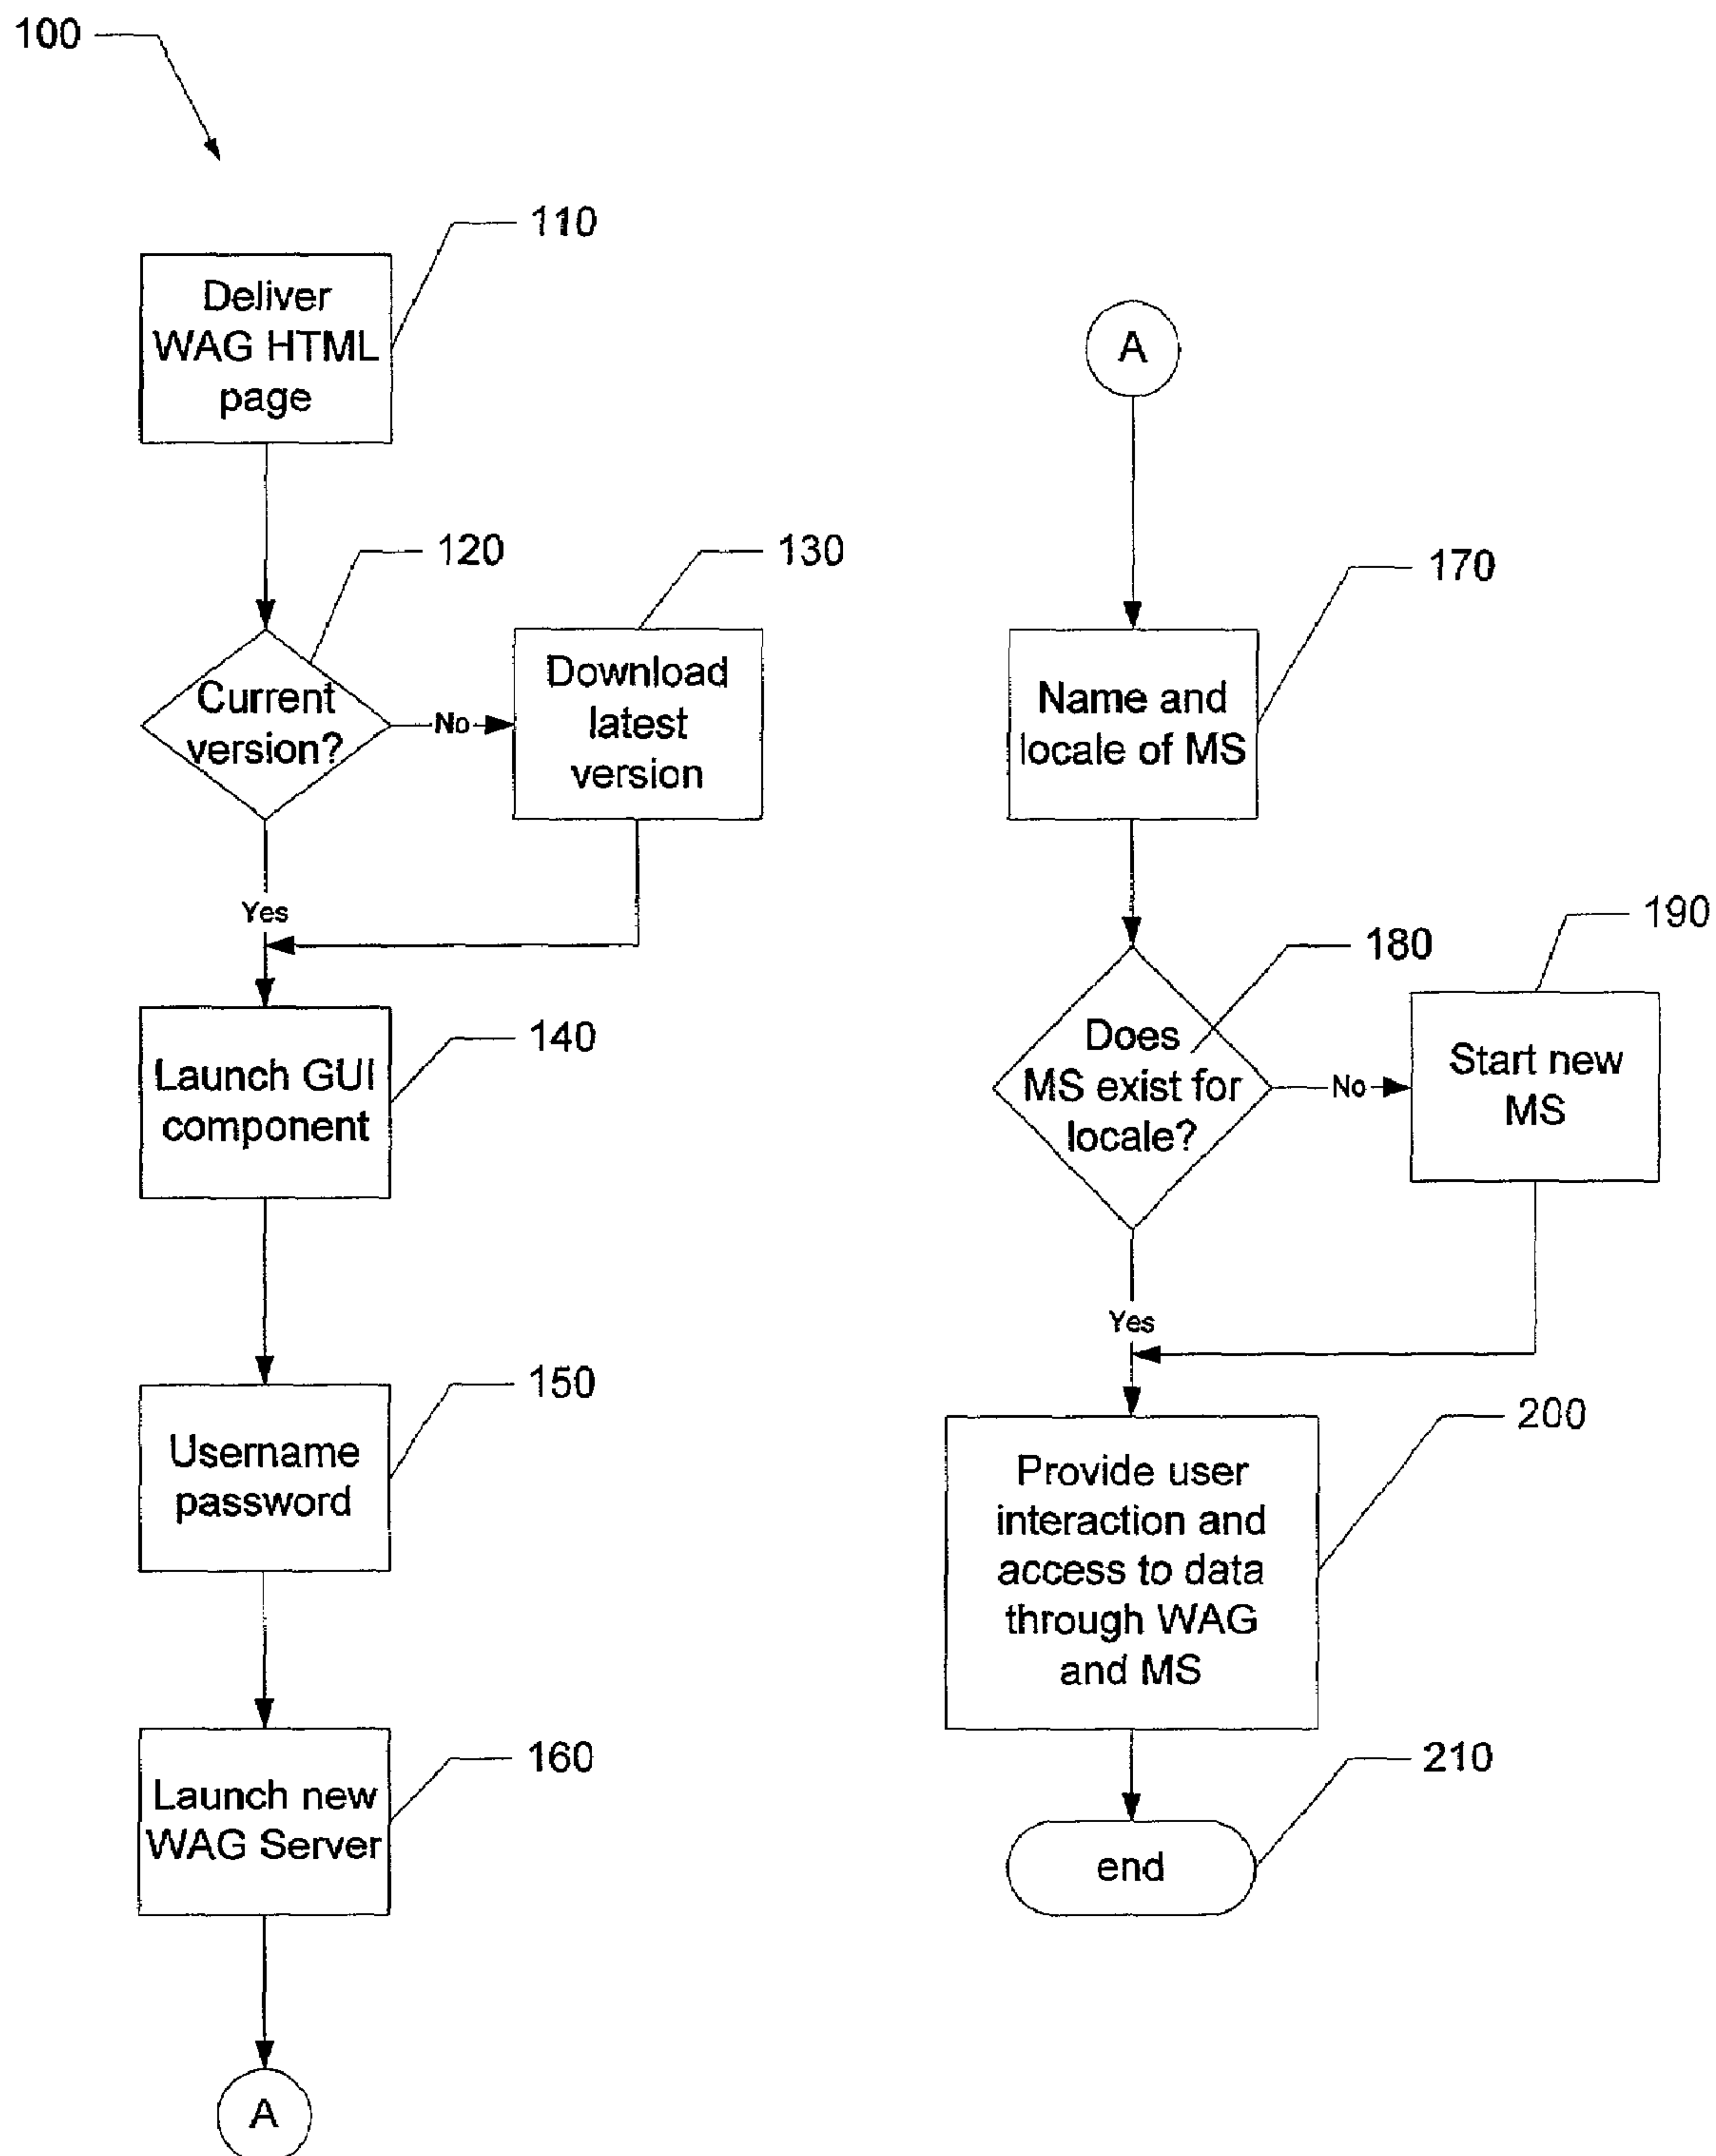 100
110
Deliver
WAG HTML
page
120
Current
version?
No
130
Download
latest
version
Yes
140
Launch GUI
component
150
Username
password
160
Launch new
WAG Server
A
A
170
Name and
locale of MS
180
Does
MS exist for
locale?
No
190
Start new
MS
Yes
200
Provide user
interaction and
access to data
through WAG
and MS
210
end